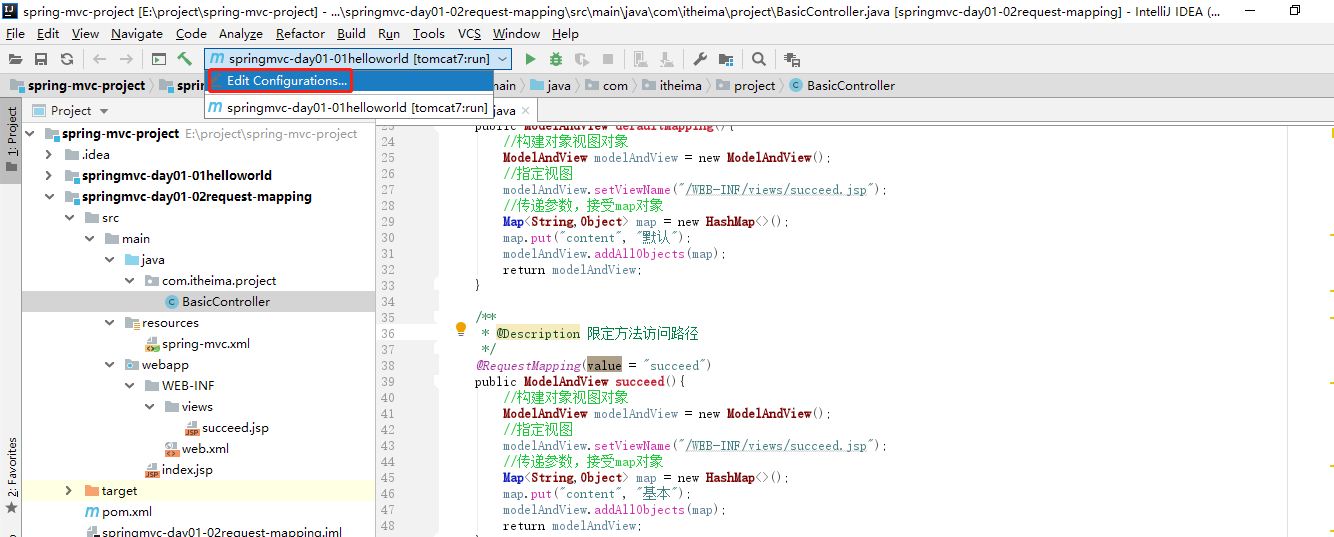 spring-mvc-project [E:\project\spring-mvc-project] - ...\springmvc-day01-02request-mapping\src\main\java\com\itheima\project\BasicController.java [springmvc-day01-02request-mapping] - IntelliJ IDEA (...
File Edit View Navigate Code Analyze Refactor Build Run Tools VCS Window Help
springmvc-day01-01helloworld [tomcat7:run]
Edit Configurations...
springmvc-day01-01helloworld [tomcat7:run]
spring-mvc-project main java com itheima project BasicController
1: Project
Project
java
spring-mvc-project E:\project\spring-mvc-project
.idea
springmvc-day01-01helloworld
springmvc-day01-02request-mapping
src
main
java
com.itheima.project
BasicController
resources
spring-mvc.xml
webapp
WEB-INF
views
succeed.jsp
web.xml
index.jsp
target
pom.xml
springmvc-day01-02request-mapping.iml
2: Favorites
23 public ModelAndView defaultMapping(){
24 //构建对象视图对象
25 ModelAndView modelAndView = new ModelAndView();
26 //指定视图
27 modelAndView.setViewName("/WEB-INF/views/succeed.jsp");
28 //传递参数，接受map对象
29 Map<String,Object> map = new HashMap<>();
30 map.put("content", "默认");
31 modelAndView.addAllObjects(map);
32 return modelAndView;
33 }
34
35 /**
36 * @Description 限定方法访问路径
37 */
38 @RequestMapping(value = "succeed")
39 public ModelAndView succeed(){
40 //构建对象视图对象
41 ModelAndView modelAndView = new ModelAndView();
42 //指定视图
43 modelAndView.setViewName("/WEB-INF/views/succeed.jsp");
44 //传递参数，接受map对象
45 Map<String,Object> map = new HashMap<>();
46 map.put("content", "基本");
47 modelAndView.addAllObjects(map);
48 return modelAndView;